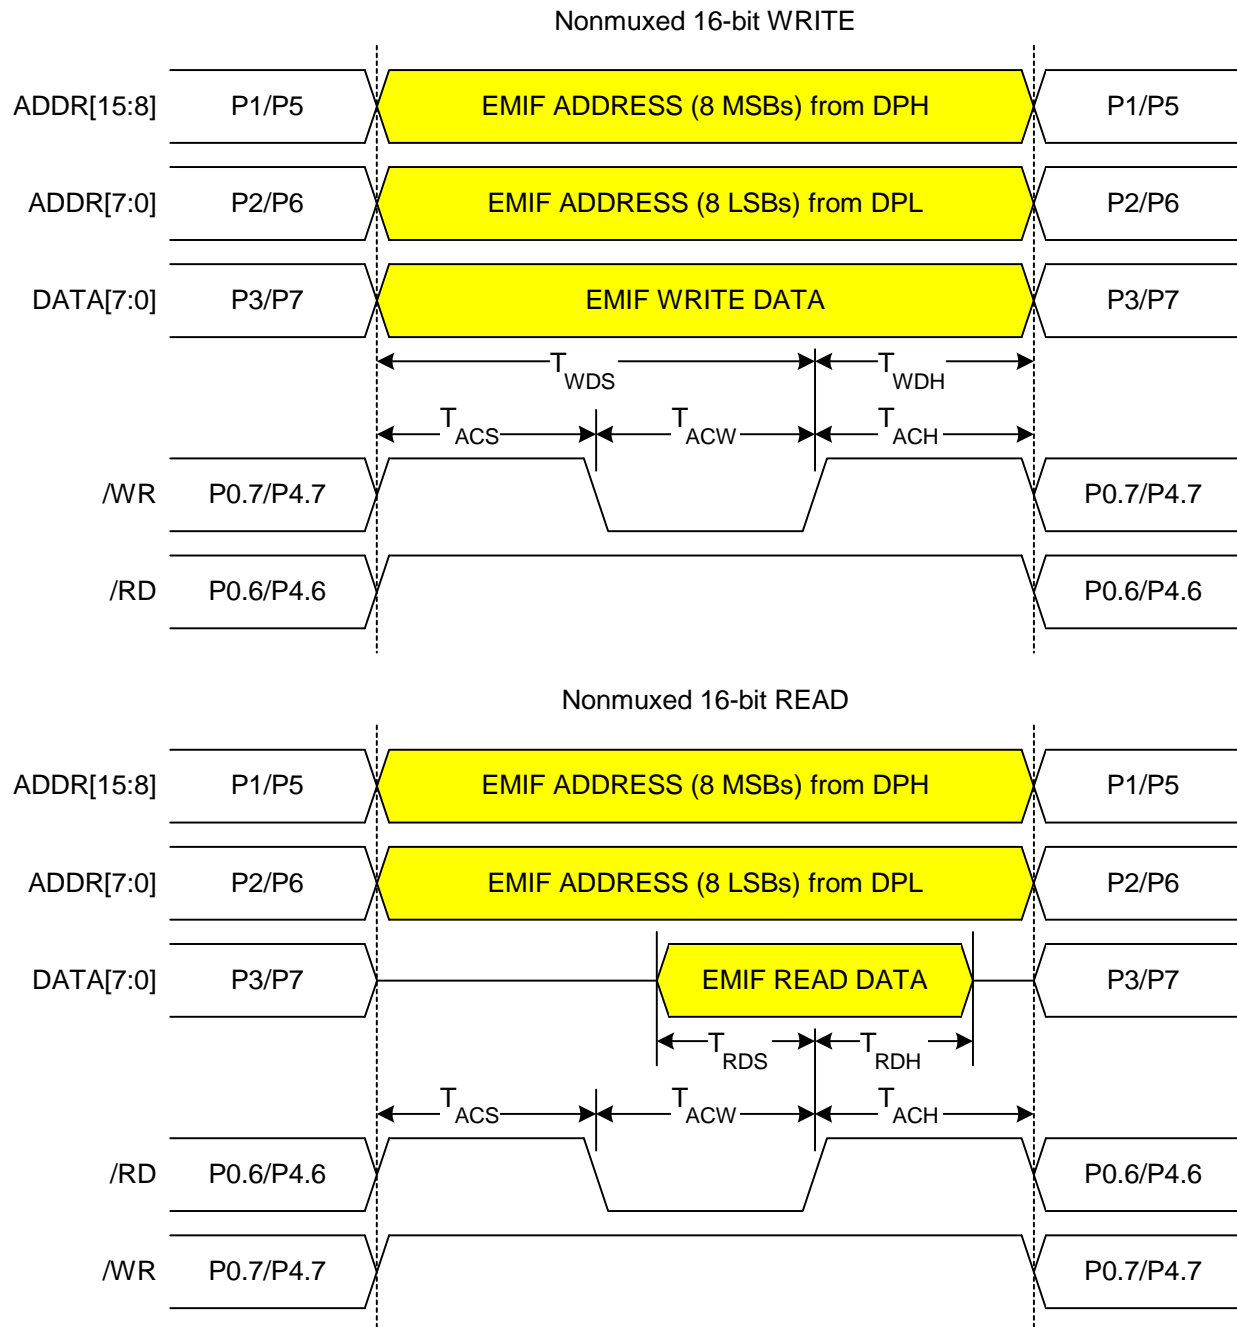 Nonmuxed 16-bit WRITE
ADDR[15:8] P1/P5 EMIF ADDRESS (8 MSBs) from DPH P1/P5
ADDR[7:0] P2/P6 EMIF ADDRESS (8 LSBs) from DPL P2/P6
DATA[7:0] P3/P7 EMIF WRITE DATA P3/P7
TWDS TWDH
TACS TACW TACH
/WR P0.7/P4.7 P0.7/P4.7
/RD P0.6/P4.6 P0.6/P4.6
Nonmuxed 16-bit READ
ADDR[15:8] P1/P5 EMIF ADDRESS (8 MSBs) from DPH P1/P5
ADDR[7:0] P2/P6 EMIF ADDRESS (8 LSBs) from DPL P2/P6
DATA[7:0] P3/P7 EMIF READ DATA P3/P7
TRDS TRDH
TACS TACW TACH
/RD P0.6/P4.6 P0.6/P4.6
/WR P0.7/P4.7 P0.7/P4.7